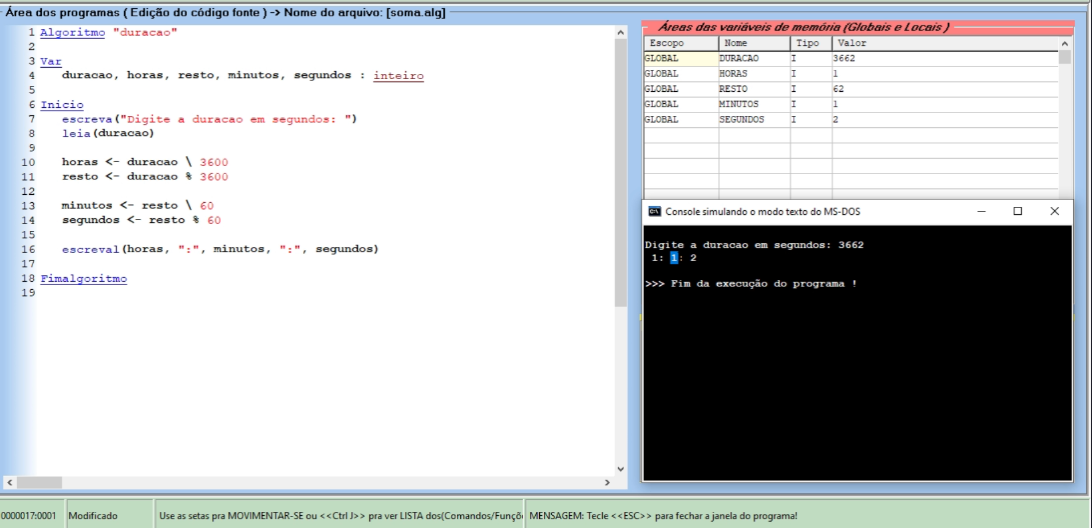 Área dos programas ( Edição do código fonte ) -> Nome do arquivo: [soma.alg]
1 Algoritmo "duracao"
2
3 Var
4    duracao, horas, resto, minutos, segundos : inteiro
5
6 Inicio
7    escreva("Digite a duracao em segundos: ")
8    leia(duracao)
9
10    horas <- duracao \ 3600
11    resto <- duracao % 3600
12
13    minutos <- resto \ 60
14    segundos <- resto % 60
15
16    escreval(horas, ":", minutos, ":", segundos)
17
18 Fimalgoritmo
19
Áreas das variáveis de memória (Globais e Locais )
Escopo Nome Tipo Valor
GLOBAL DURACAO I 3662
GLOBAL HORAS I 1
GLOBAL RESTO I 62
GLOBAL MINUTOS I 1
GLOBAL SEGUNDOS I 2
Console simulando o modo texto do MS-DOS
Digite a duracao em segundos: 3662
1: 1: 2
>>> Fim da execução do programa !
0000017:0001 Modificado Use as setas pra MOVIMENTAR-SE ou <<Ctrl J>> pra ver LISTA dos(Comandos/Funçõ MENSAGEM: Tecle <<ESC>> para fechar a janela do programa!